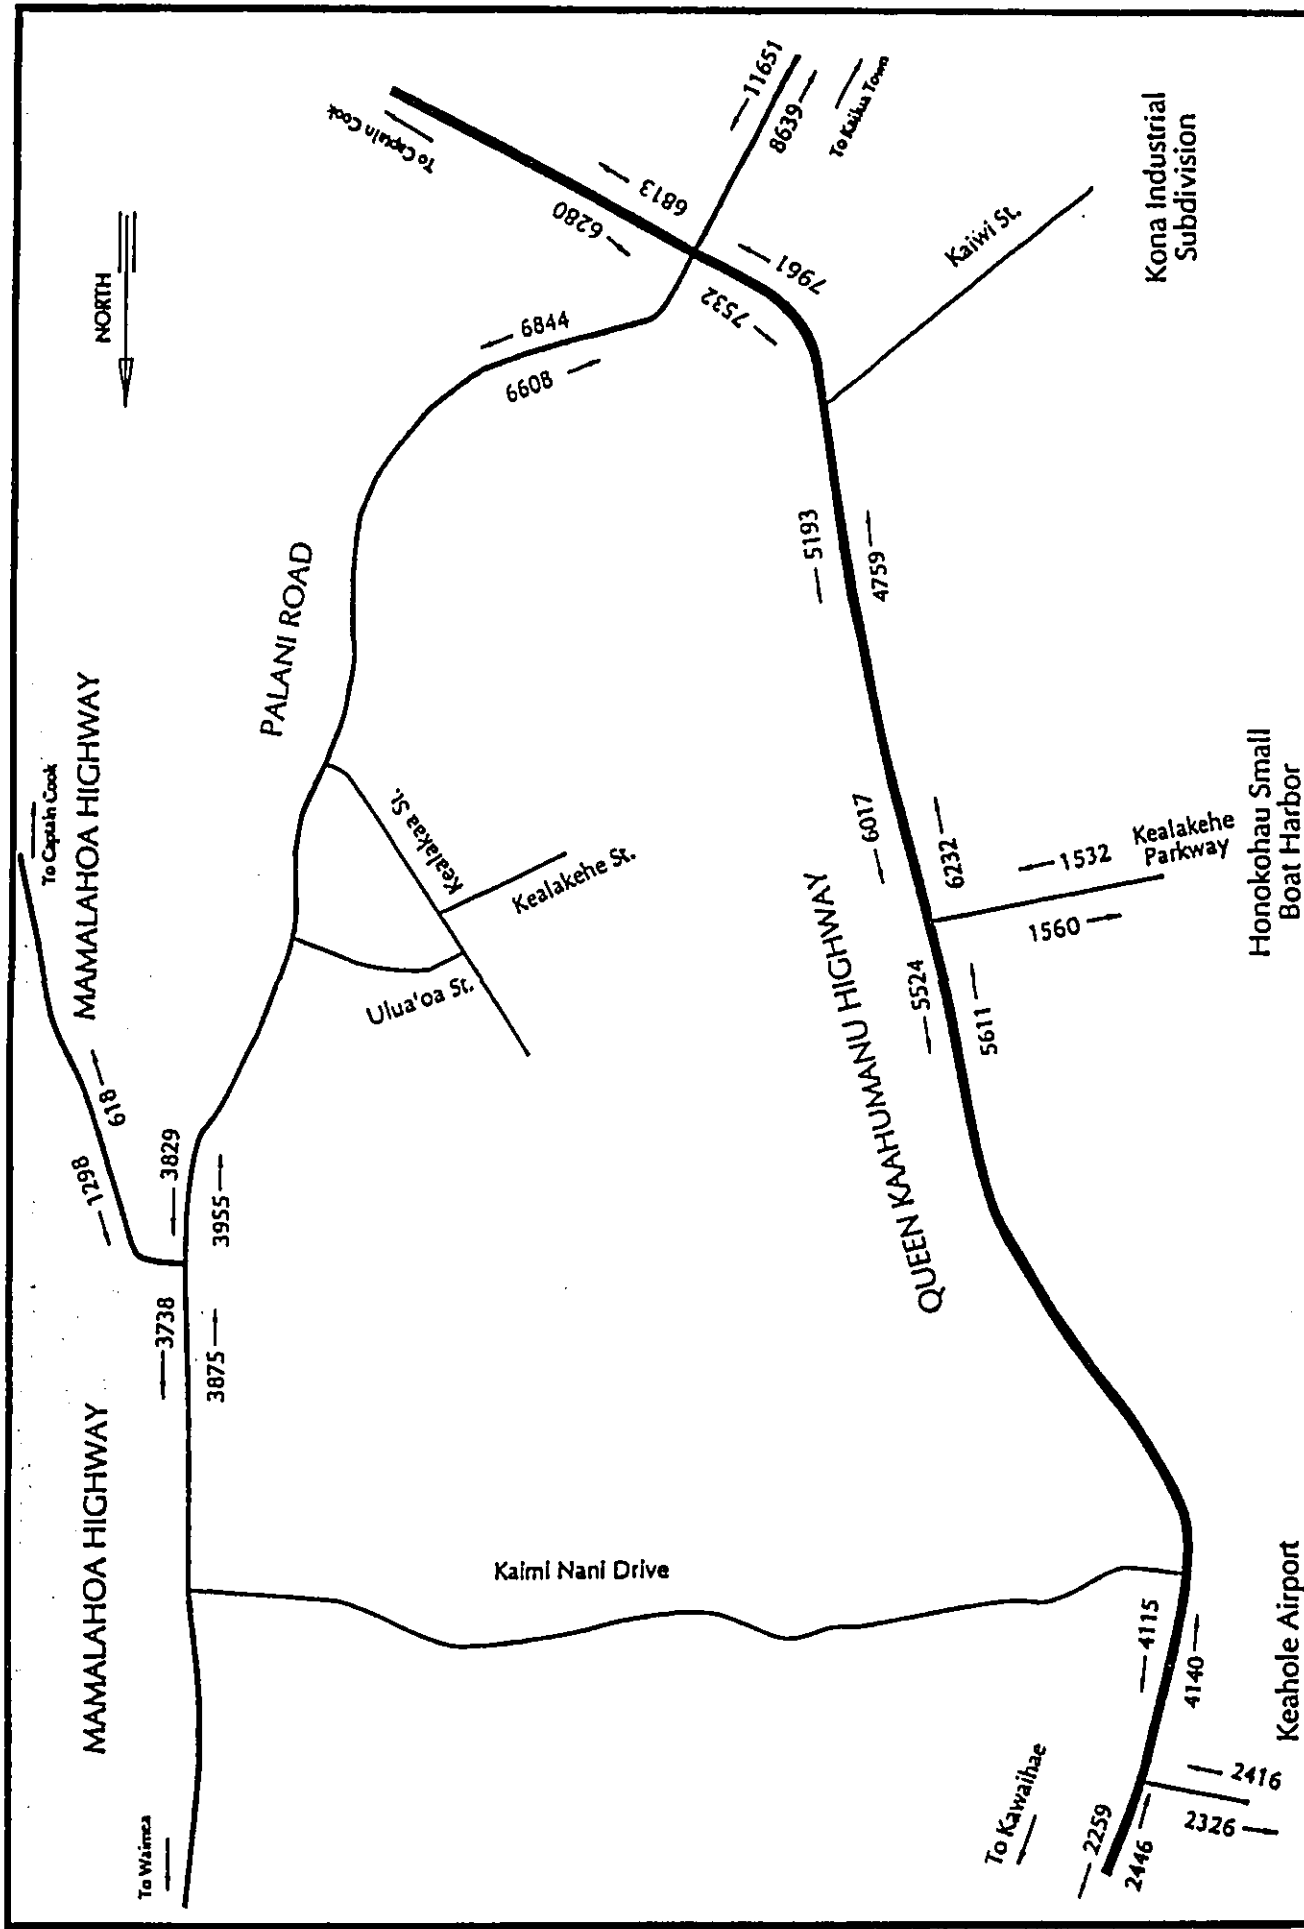 NORTH
To Captain Cook
11651
8639
To Kailua Town
6280
6813
7532
7961
6844
6608
Kaiwi St.
Kona Industrial
Subdivision
PALANI ROAD
5193
4759
To Captain Cook
MAMALAHOA HIGHWAY
Kealakaa St.
Kealakehe St.
Ulua'oa St.
6017
6232
1532
1560
Kealakehe
Parkway
Honokohau Small
Boat Harbor
5524
5611
QUEEN KAAHUMANU HIGHWAY
618
1298
3829
3955
3738
3875
MAMALAHOA HIGHWAY
Kaimi Nani Drive
4115
4140
Keahole Airport
To Waimea
To Kawaihae
2259
2446
2416
2326